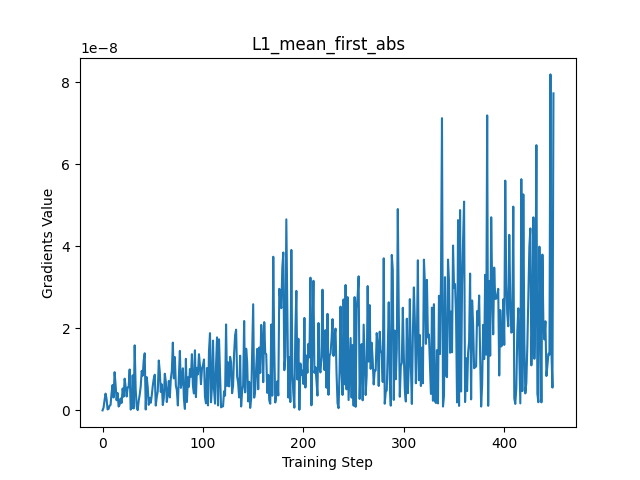 L1_mean_first_abs
1e−8
8
6
4
2
0
Gradients Value
0 100 200 300 400
Training Step